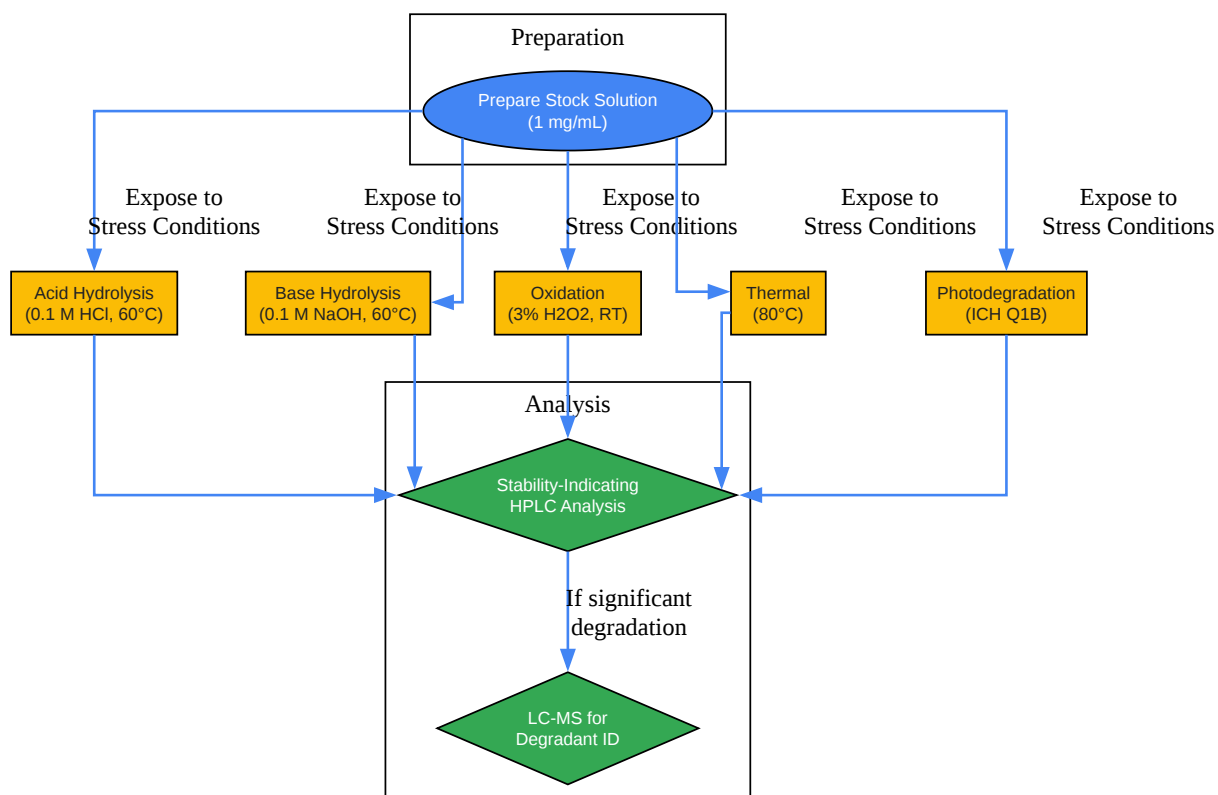 Preparation
Prepare Stock Solution
(1 mg/mL)
Expose to
Stress Conditions
Expose to
Stress Conditions
Expose to
Stress Conditions
Expose to
Stress Conditions
Expose to
Stress Conditions
Acid Hydrolysis
(0.1 M HCl, 60°C)
Base Hydrolysis
(0.1 M NaOH, 60°C)
Oxidation
(3% H2O2, RT)
Thermal
(80°C)
Photodegradation
(ICH Q1B)
Analysis
Stability-Indicating
HPLC Analysis
If significant
degradation
LC-MS for
Degradant ID